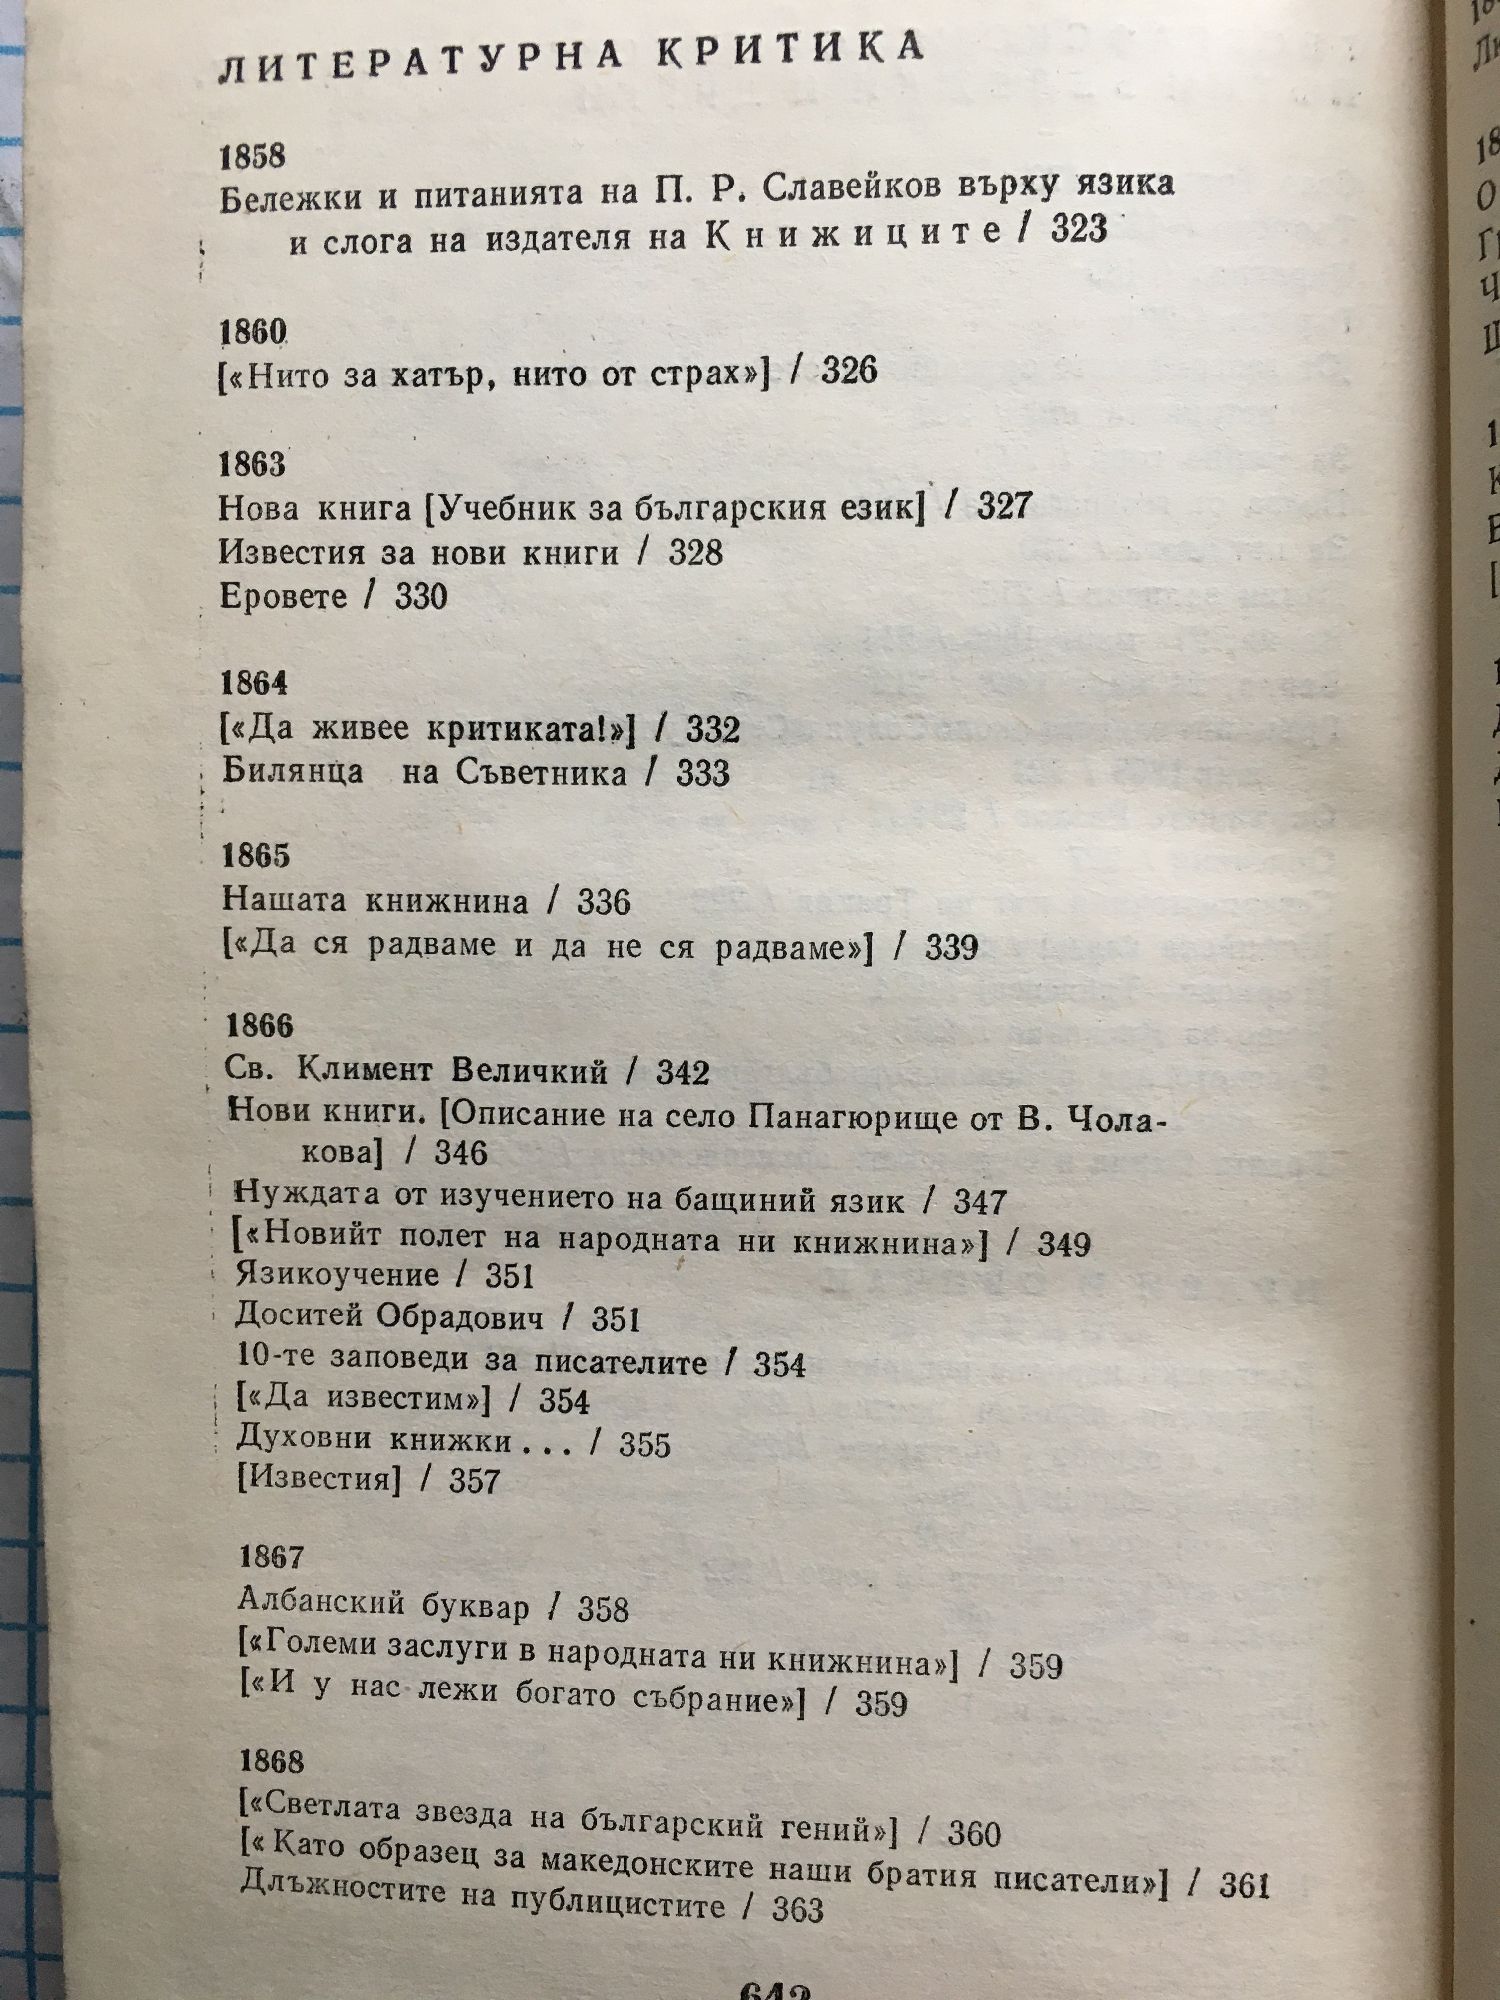 ЛИТЕРАТУРНА КРИТИКА
1858
Бележки и питанията на П. Р. Славейков върху язика
и слога на издателя на Книжиците / 323
1860
[«Нито за хатър, нито от страх»] / 326
1863
Нова книга [Учебник за българския език] / 327
Известия за нови книги / 328
Еровете / 330
1864
[«Да живее критиката!»] / 332
Билянца на Съветника / 333
1865
Нашата книжнина / 336
[«Да ся радваме и да не ся радваме»] / 339
1866
Св. Климент Величкий / 342
Нови книги. [Описание на село Панагюрище от В. Чола-
кова] / 346
Нуждата от изучението на бащиний язик / 347
[«Новийт полет на народната ни книжнина»] / 349
Язикоучение / 351
Доситей Обрадович / 351
10-те заповеди за писателите / 354
[«Да известим»] / 354
Духовни книжки... / 355
[Известия] / 357
1867
Албанский буквар / 358
[«Големи заслуги в народната ни книжнина»] / 359
[«И у нас лежи богато събрание»] / 359
1868
[«Светлата звезда на българский гений»] / 360
[«Като образец за македонските наши братия писатели»] / 361
Длъжностите на публицистите / 363